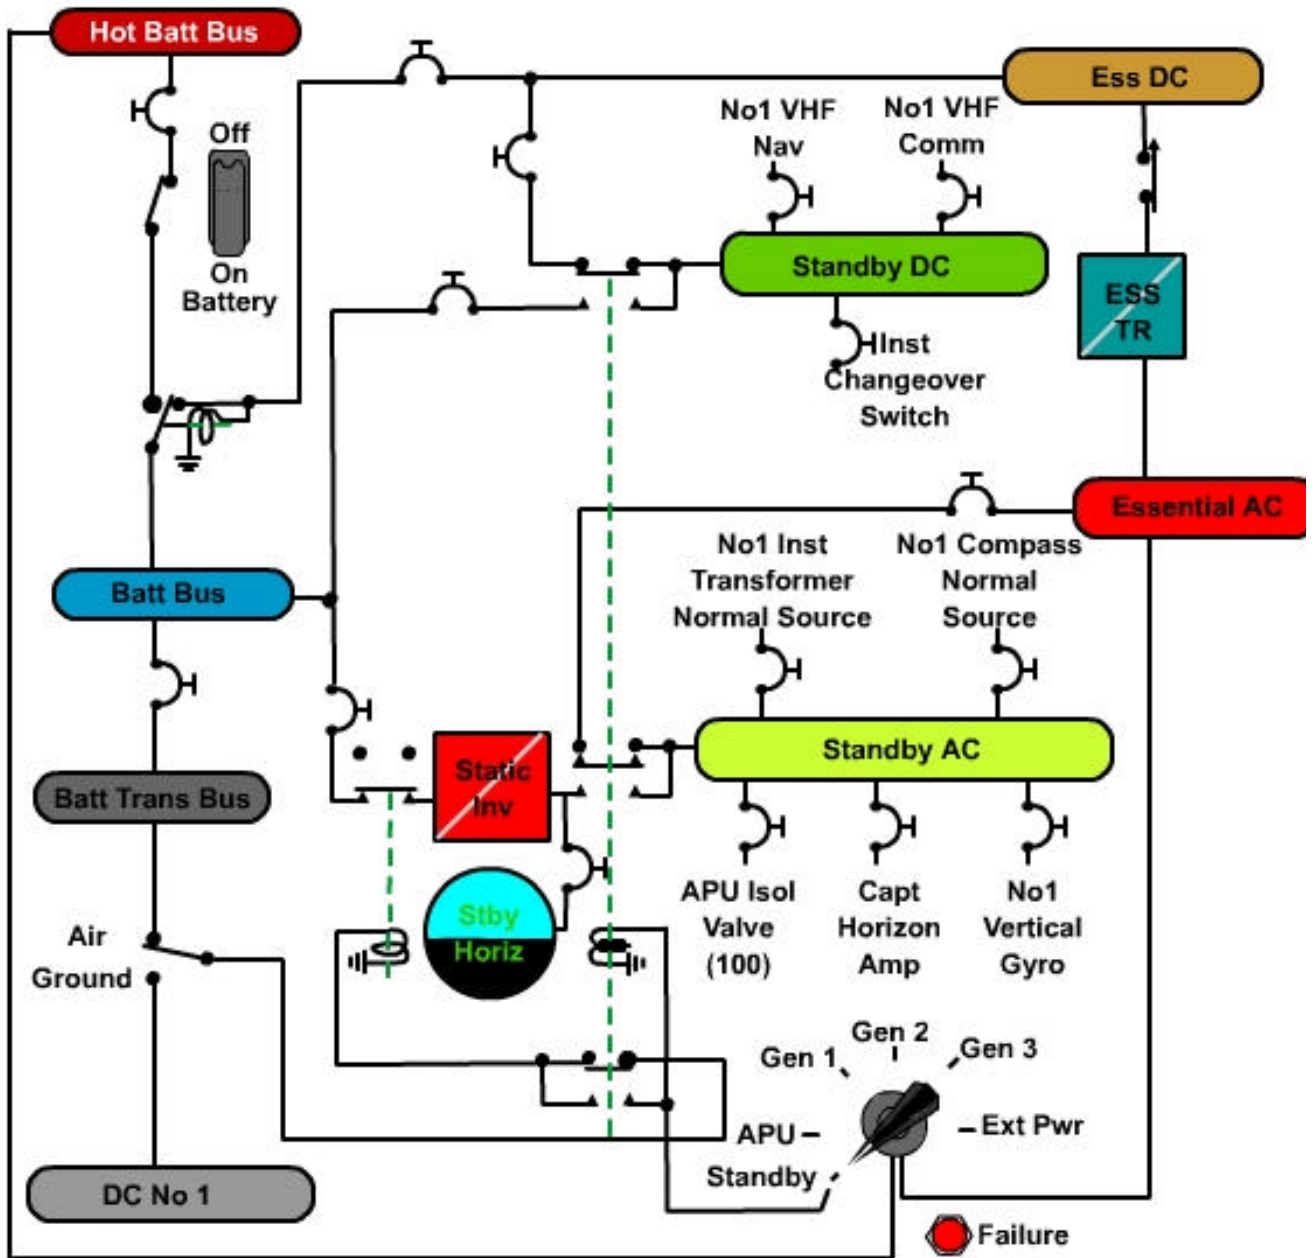 Hot Batt Bus
Off
On
Battery
Ess DC
No1 VHF
Nav
No1 VHF
Comm
Standby DC
ESS
TR
Inst
Changeover
Switch
Essential AC
No1 Inst
Transformer
Normal Source
No1 Compass
Normal
Source
Batt Bus
Standby AC
Static
Inv
Batt Trans Bus
APU Isol
Valve
(100)
Capt
Horizon
Amp
No1
Vertical
Gyro
Stby
Horiz
Air
Ground
Gen 1
Gen 2
Gen 3
APU
Ext Pwr
Standby
DC No 1
Failure